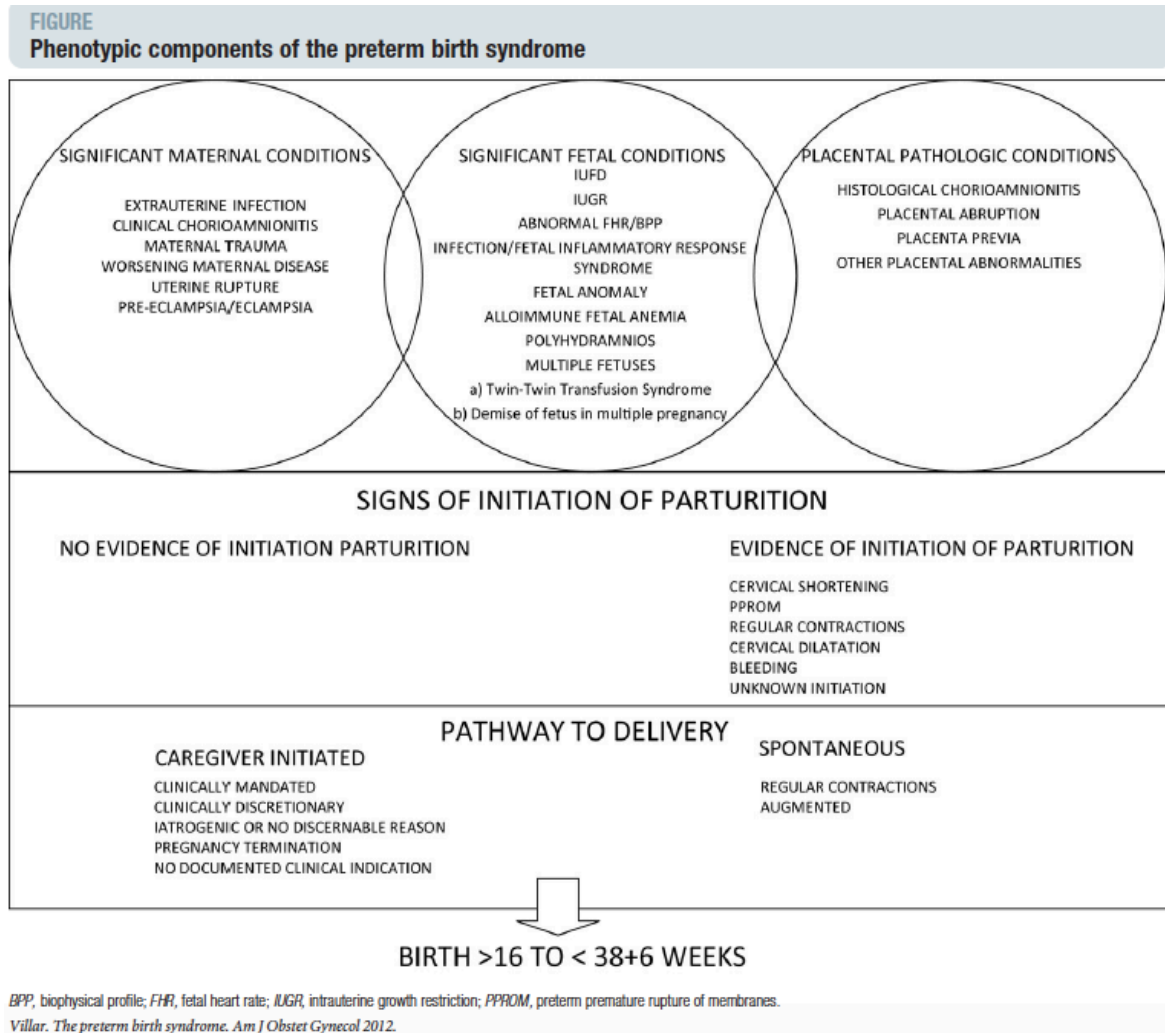 FIGURE
Phenotypic components of the preterm birth syndrome
SIGNIFICANT MATERNAL CONDITIONS
EXTRAUTERINE INFECTION
CLINICAL CHORIOAMNIONITIS
MATERNAL TRAUMA
WORSENING MATERNAL DISEASE
UTERINE RUPTURE
PRE-ECLAMPSIA/ECLAMPSIA
SIGNIFICANT FETAL CONDITIONS
IUFD
IUGR
ABNORMAL FHR/BPP
INFECTION/FETAL INFLAMMATORY RESPONSE
SYNDROME
FETAL ANOMALY
ALLOIMMUNE FETAL ANEMIA
POLYHYDRAMNIOS
MULTIPLE FETUSES
a) Twin-Twin Transfusion Syndrome
b) Demise of fetus in multiple pregnancy
PLACENTAL PATHOLOGIC CONDITIONS
HISTOLOGICAL CHORIOAMNIONITIS
PLACENTAL ABRUPTION
PLACENTA PREVIA
OTHER PLACENTAL ABNORMALITIES
SIGNS OF INITIATION OF PARTURITION
NO EVIDENCE OF INITIATION PARTURITION
EVIDENCE OF INITIATION OF PARTURITION
CERVICAL SHORTENING
PPROM
REGULAR CONTRACTIONS
CERVICAL DILATATION
BLEEDING
UNKNOWN INITIATION
PATHWAY TO DELIVERY
CAREGIVER INITIATED
CLINICALLY MANDATED
CLINICALLY DISCRETIONARY
IATROGENIC OR NO DISCERNABLE REASON
PREGNANCY TERMINATION
NO DOCUMENTED CLINICAL INDICATION
SPONTANEOUS
REGULAR CONTRACTIONS
AUGMENTED
BIRTH >16 TO < 38+6 WEEKS
BPP, biophysical profile; FHR, fetal heart rate; IUGR, intrauterine growth restriction; PPROM, preterm premature rupture of membranes.
Villar. The preterm birth syndrome. Am J Obstet Gynecol 2012.